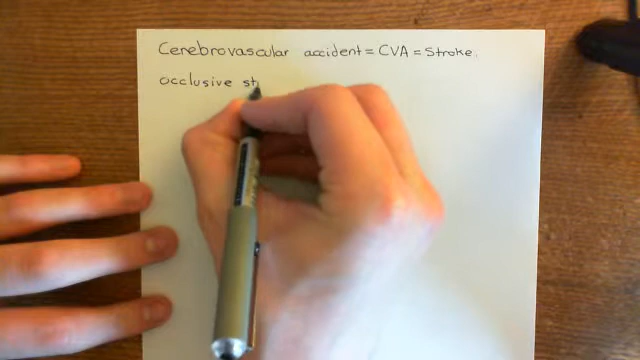 Cerebrovascular accident = CVA = Stroke.
occlusive st